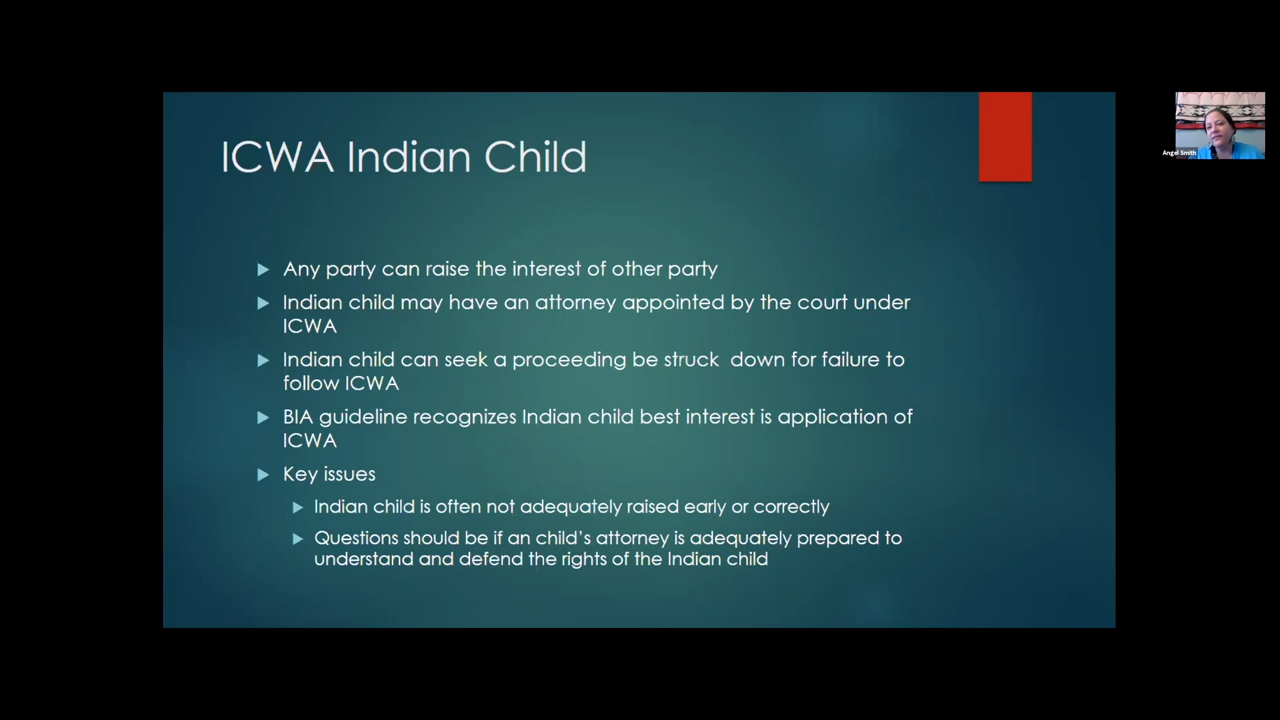 ICWA Indian Child
Any party can raise the interest of other party
Indian child may have an attorney appointed by the court under
ICWA
Indian child can seek a proceeding be struck down for failure to
follow ICWA
BIA guideline recognizes Indian child best interest is application of
ICWA
Key issues
Indian child is often not adequately raised early or correctly
Questions should be if an child's attorney is adequately prepared to
understand and defend the rights of the Indian child
Angel Smith